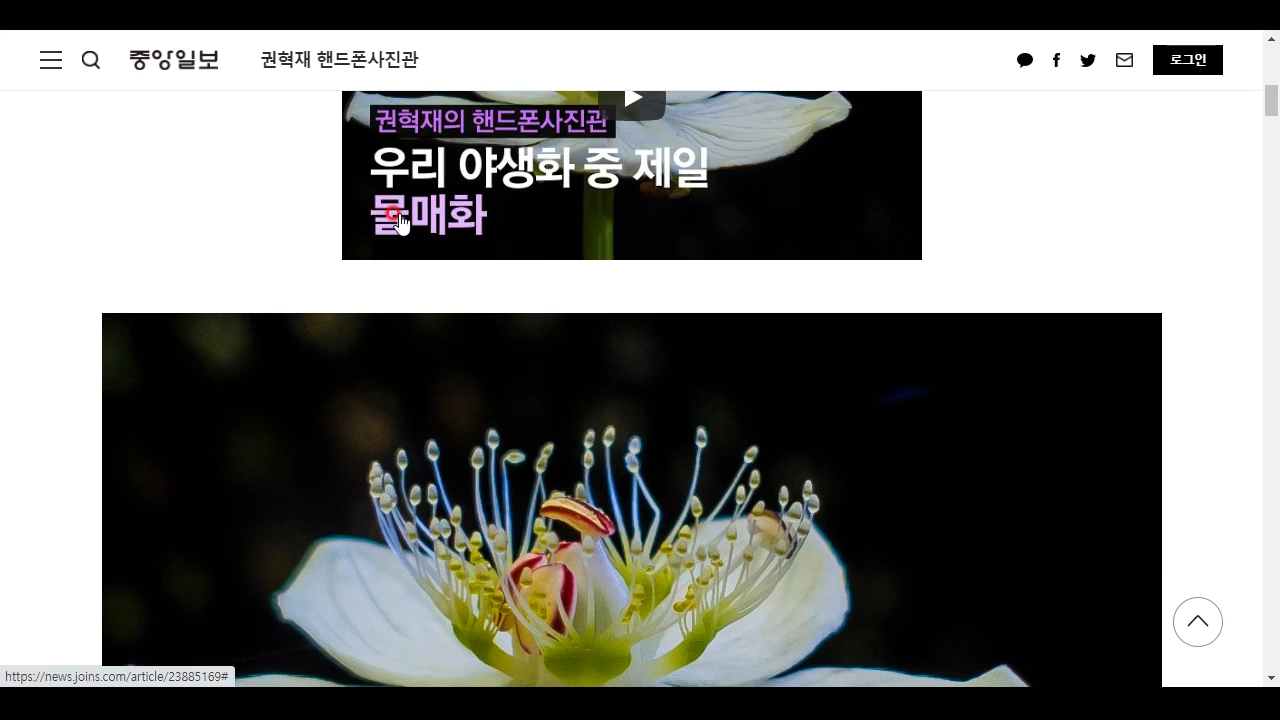 중앙일보
권혁재 핸드폰사진관
로그인
권혁재의 핸드폰사진관
우리 야생화 중 제일
물매화
https://news.joins.com/article/23885169#